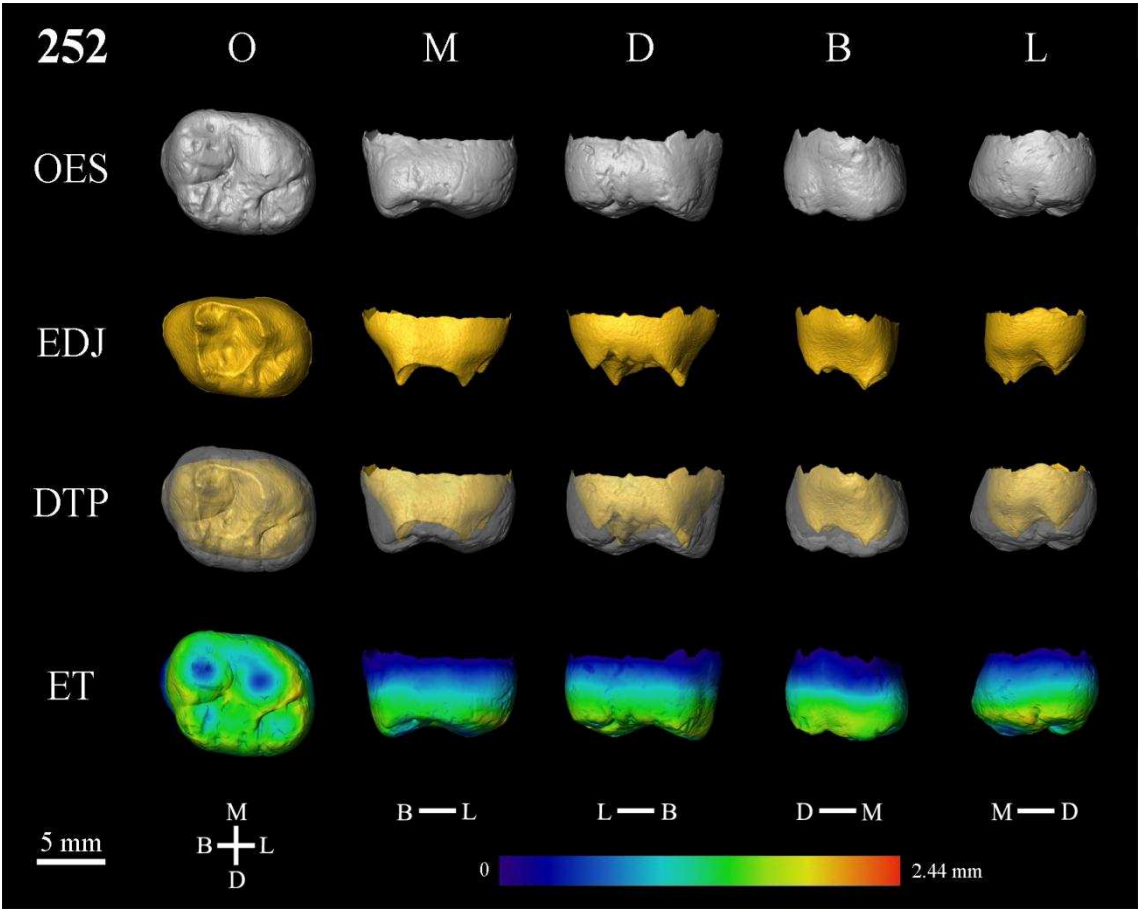 252 O M D B L
OES
EDJ
DTP
ET
M
B L
D
B L
L B
D M
M D
5 mm
0 2.44 mm